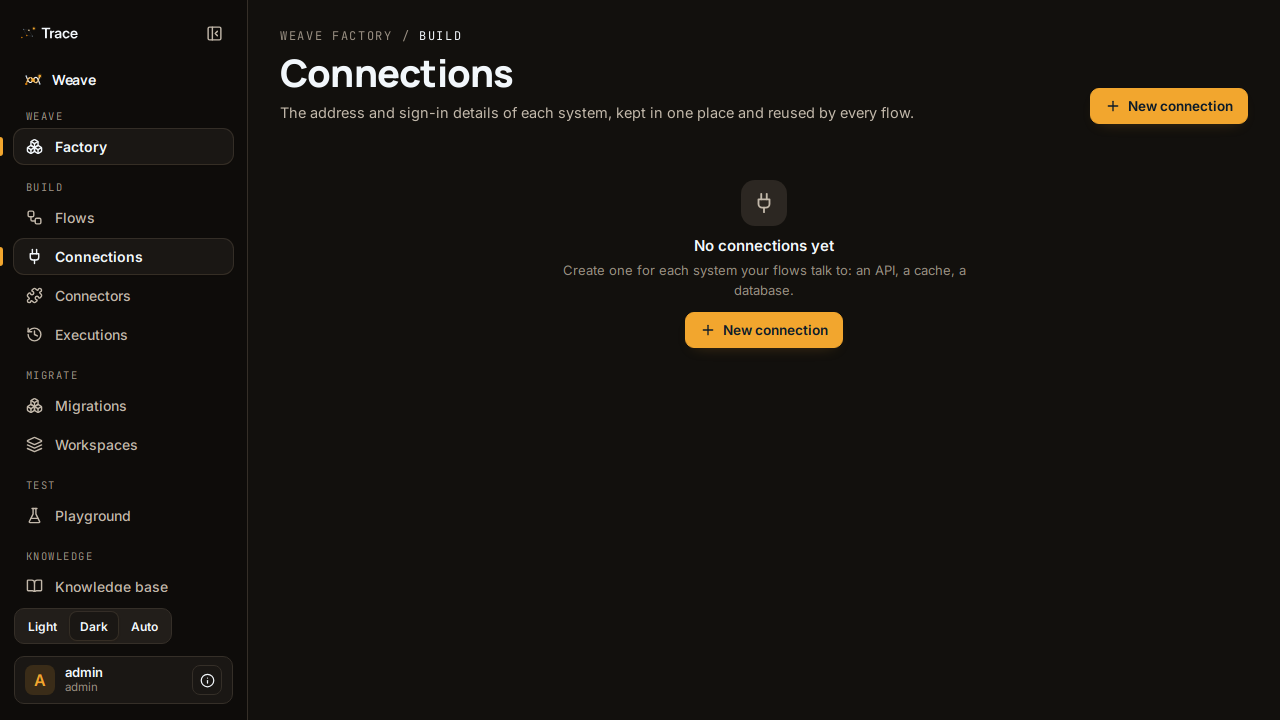 Trace
Weave
WEAVE
Factory
BUILD
Flows
Connections
Connectors
Executions
MIGRATE
Migrations
Workspaces
TEST
Playground
KNOWLEDGE
Knowledge base
Light Dark Auto
A
admin
admin
WEAVE FACTORY / BUILD
Connections
The address and sign-in details of each system, kept in one place and reused by every flow.
New connection
No connections yet
Create one for each system your flows talk to: an API, a cache, a
database.
New connection